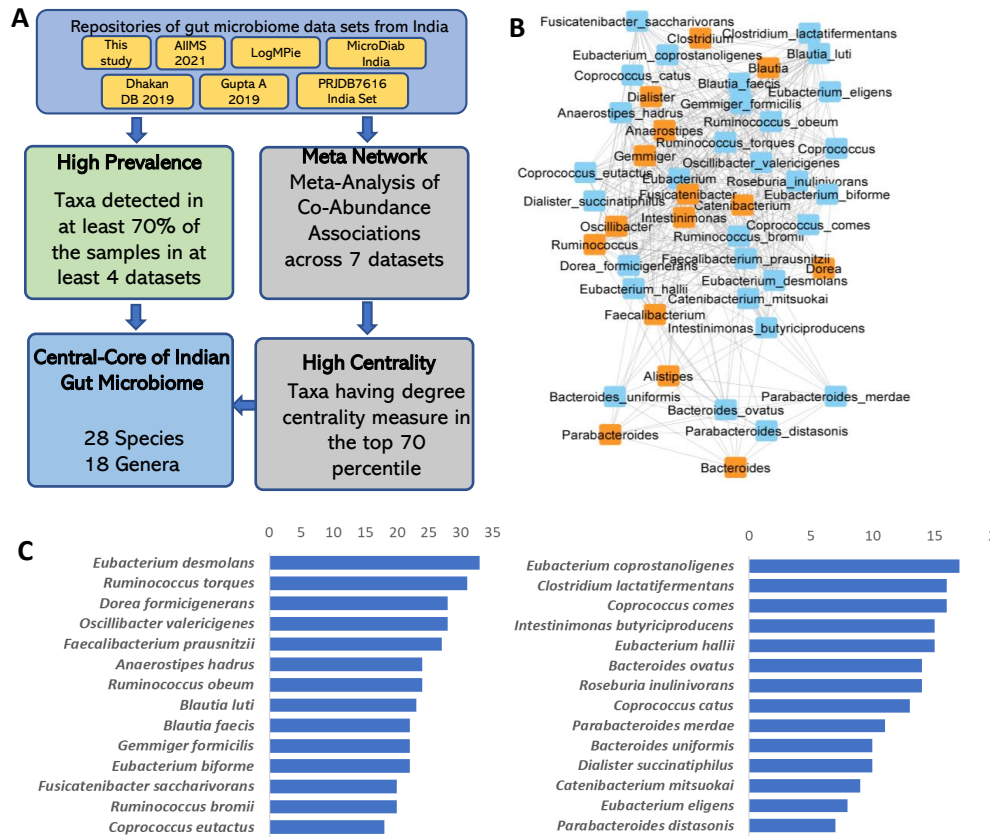 A
Repositories of gut microbiome data sets from India
This
study
AIIMS
2021
LogMPie
MicroDiab
India
Dhakan
DB 2019
Gupta A
2019
PRJDB7616
India Set
High Prevalence
Taxa detected in
at least 70% of
the samples in at
least 4 datasets
Meta Network
Meta-Analysis of
Co-Abundance
Associations
across 7 datasets
Central-Core of Indian
Gut Microbiome
28 Species
18 Genera
High Centrality
Taxa having degree
centrality measure in
the top 70
percentile
B
Fusicatenibacter_saccharivorans
Clostridium
Clostridium_lactatifermentans
Eubacterium_coprostanoligenes
Blautia_luti
Coprococcus_catus
Blautia
Blautia_faecis
Eubacterium_eligens
Dialister
Gemmiger_formicilis
Anaerostipes_hadrus
Ruminococcus_obeum
Anaerostipes
Ruminococcus_torques
Coprococcus
Gemmiger
Oscillibacter_valericigenes
Coprococcus_eutactus
Eubacterium
Roseburia_inulinivorans
Fusicatenibacter
Eubacterium_biforme
Dialister_succinatiphilus
Catenibacterium
Intestinimonas
Oscillibacter
Coprococcus_comes
Ruminococcus
Ruminococcus_bromii
Dorea_formicigenerans
Faecalibacterium_prausnitzii
Dorea
Eubacterium_desmolans
Eubacterium_hallii
Catenibacterium_mitsuokai
Faecalibacterium
Intestinimonas_butyriciproducens
Alistipes
Bacteroides_uniformis
Parabacteroides_merdae
Bacteroides_ovatus
Parabacteroides
Parabacteroides_distasonis
Bacteroides
C
0 5 10 15 20 25 30 35
Eubacterium desmolans
Ruminococcus torques
Dorea formicigenerans
Oscillibacter valericigenes
Faecalibacterium prausnitzii
Anaerostipes hadrus
Ruminococcus obeum
Blautia luti
Blautia faecis
Gemmiger formicilis
Eubacterium biforme
Fusicatenibacter saccharivorans
Ruminococcus bromii
Coprococcus eutactus
0 5 10 15
Eubacterium coprostanoligenes
Clostridium lactatifermentans
Coprococcus comes
Intestinimonas butyriciproducens
Eubacterium hallii
Bacteroides ovatus
Roseburia inulinivorans
Coprococcus catus
Parabacteroides merdae
Bacteroides uniformis
Dialister succinatiphilus
Catenibacterium mitsuokai
Eubacterium eligens
Parabacteroides distasonis